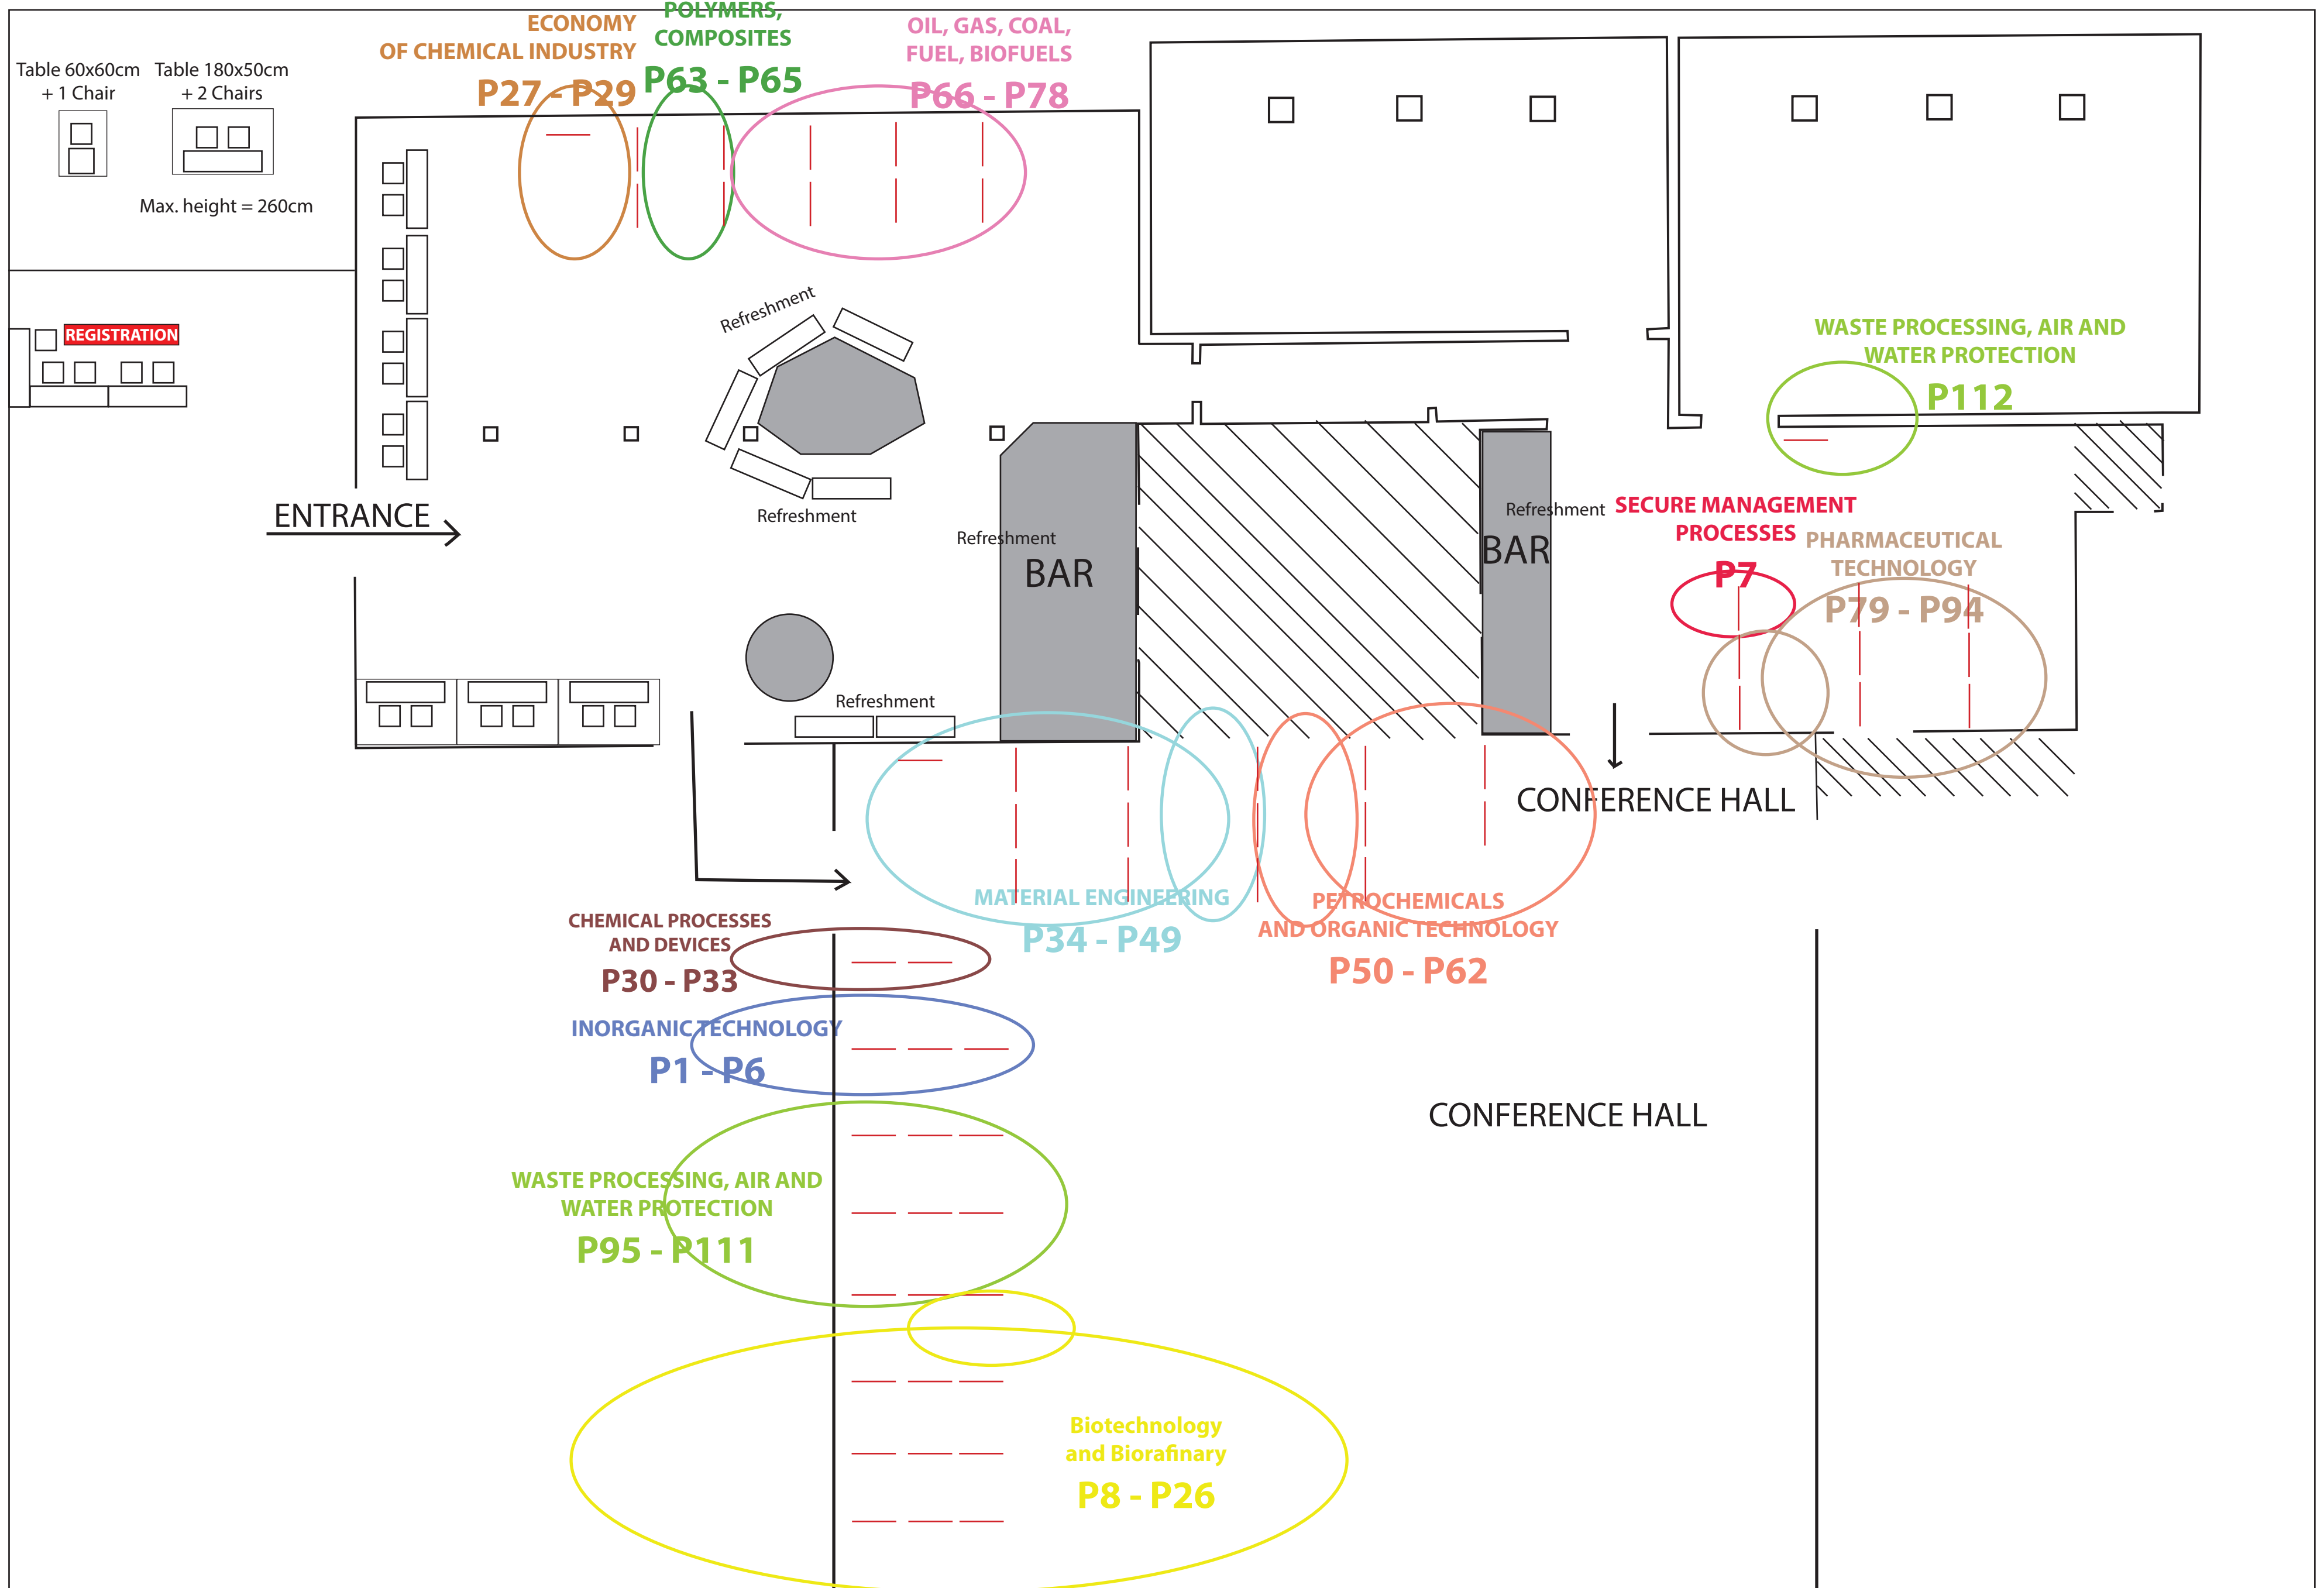 ECONOMY
OF CHEMICAL INDUSTRY
P27 - P29
POLYMERS,
COMPOSITES
P63 - P65
OIL, GAS, COAL,
FUEL, BIOFUELS
P66 - P78
Table 60x60cm
+ 1 Chair
Table 180x50cm
+ 2 Chairs
Max. height = 260cm
REGISTRATION
Refreshment
WASTE PROCESSING, AIR AND
WATER PROTECTION
P112
ENTRANCE
Refreshment
Refreshment
BAR
Refreshment
BAR
SECURE MANAGEMENT
PROCESSES
P7
PHARMACEUTICAL
TECHNOLOGY
P79 - P94
Refreshment
CONFERENCE HALL
MATERIAL ENGINEERING
P34 - P49
PETROCHEMICALS
AND ORGANIC TECHNOLOGY
P50 - P62
CHEMICAL PROCESSES
AND DEVICES
P30 - P33
INORGANIC TECHNOLOGY
P1 - P6
CONFERENCE HALL
WASTE PROCESSING, AIR AND
WATER PROTECTION
P95 - P111
Biotechnology
and Biorafinary
P8 - P26